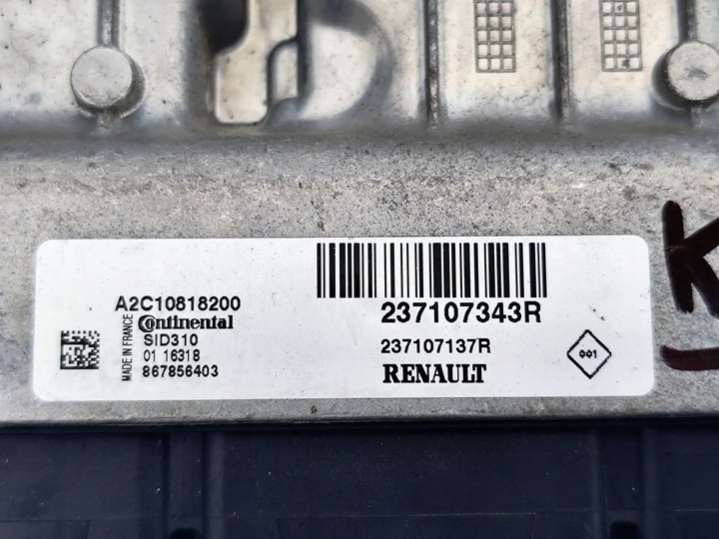 A2C10818200
Continental
MADE IN FRANCE
SID310
01 16318
867856403
237107343R
237107137R
RENAULT
001
K